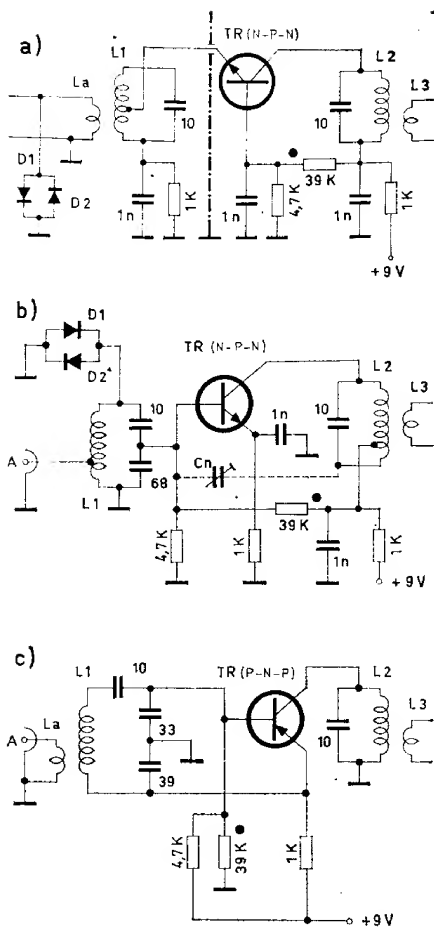 a)
TR (N-P-N)
La
L1
10
L2
L3
10
D1
D2
1n
1K
1n
4,7K
39K
1n
1K
+9V
b)
D1
D2
TR (N-P-N)
L2
L3
10
10
1n
A
L1
68
Cn
39K
4,7K
1K
1n
1K
+9V
c)
TR (P-N-P)
L1
10
L2
L3
A
La
33
10
39
4,7K
39K
1K
+9V